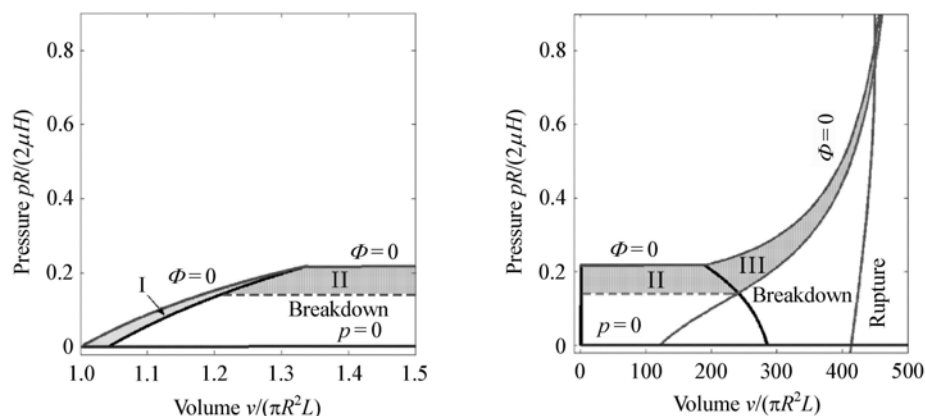 Pressure pR/(2μH)
0.8
0.6
0.4
0.2
0
I
Φ=0
Φ=0
II
Breakdown
p=0
1.0
1.1
1.2
1.3
1.4
1.5
Volume v/(πR²L)
Pressure pR/(2μH)
0.8
0.6
0.4
0.2
0
Φ=0
Φ=0
II
III
Breakdown
p=0
Rupture
0
100
200
300
400
500
Volume v/(πR²L)